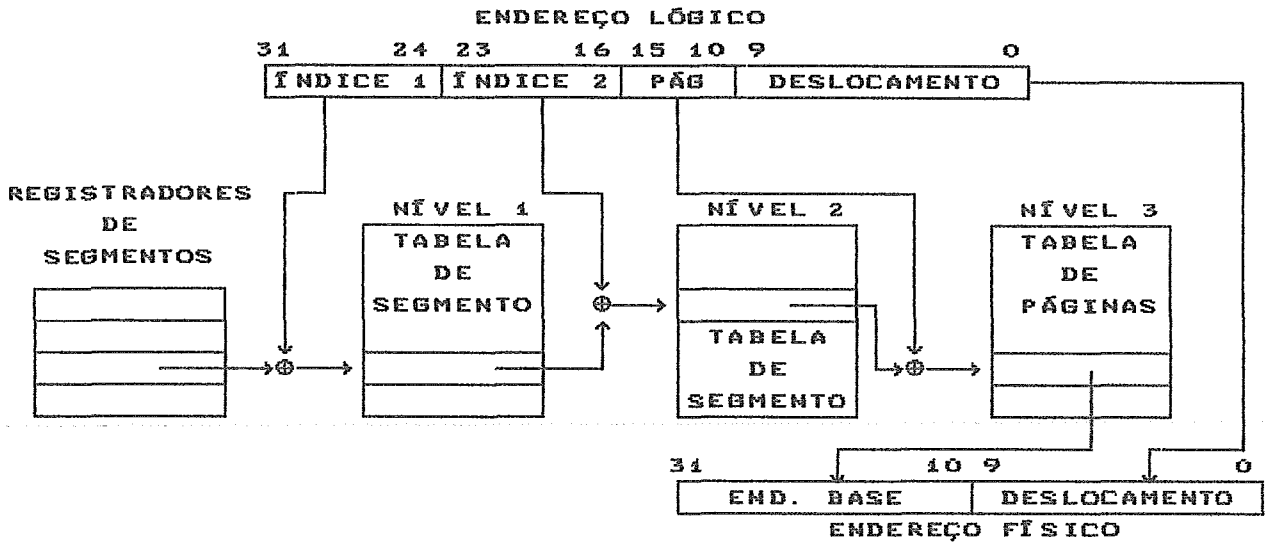 ENDEREÇO LÓGICO
31 24 23 16 15 10 9 0
ÍNDICE 1 ÍNDICE 2 PÁG DESLOCAMENTO
REGISTRADORES
DE
SEGMENTOS
NÍVEL 1
TABELA
DE
SEGMENTO
NÍVEL 2
TABELA
DE
SEGMENTO
NÍVEL 3
TABELA
DE
PÁGINAS
31 10 9 0
END. BASE DESLOCAMENTO
ENDEREÇO FÍSICO